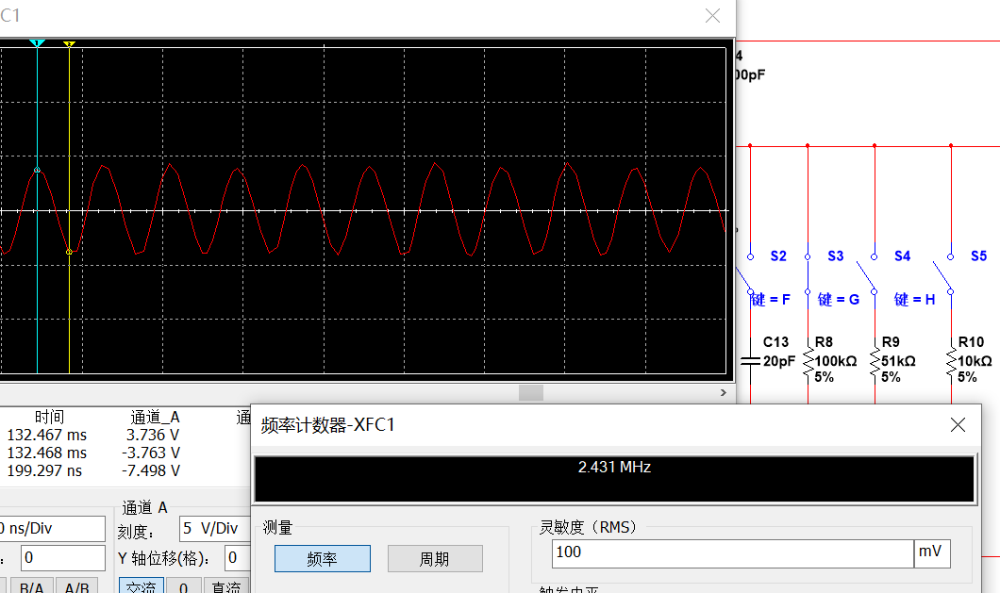 C1
1
2
4
00pF
S2
S3
S4
S5
键 = F
键 = G
键 = H
C13
20pF
R8
100kΩ
5%
R9
51kΩ
5%
R10
10kΩ
5%
时间
通道_A
通
132.467 ms
3.736 V
132.468 ms
-3.763 V
199.297 ns
-7.498 V
频率计数器-XFC1
2.431 MHz
通道 A
0 ns/Div
刻度：
5 V/Div
0
Y 轴位移(格)：
0
B/A
A/B
交流
0
直流
测量
频率
周期
灵敏度（RMS）
100
mV
触发电平